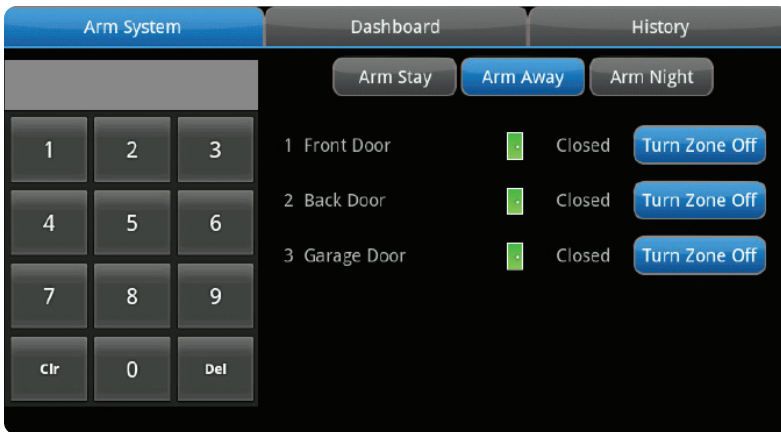 Arm System Dashboard History
Arm Stay Arm Away Arm Night
1 2 3 1 Front Door Closed Turn Zone Off
2 Back Door Closed Turn Zone Off
4 5 6
3 Garage Door Closed Turn Zone Off
7 8 9
Clr 0 Del